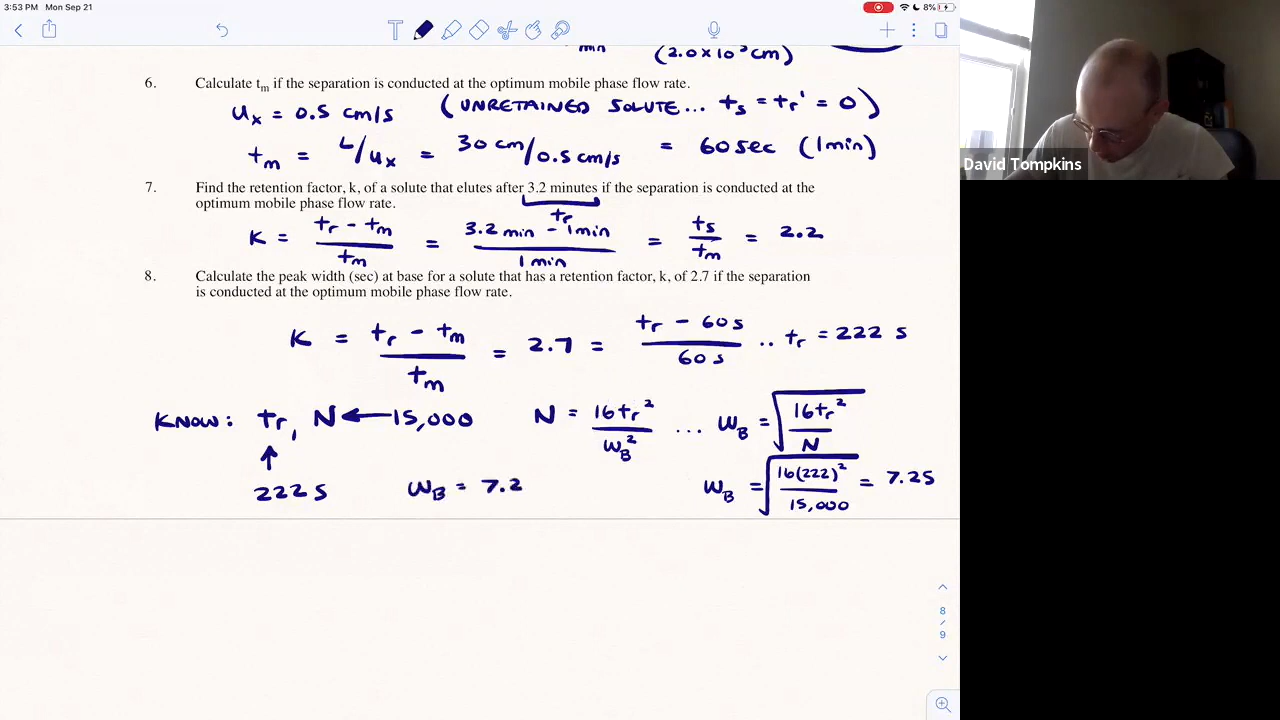 3:53 PM Mon Sep 21
8%
min
(2.0x10³ cm)
6. Calculate tm if the separation is conducted at the optimum mobile phase flow rate.
ux = 0.5 cm/s (UNRETAINED SOLUTE... ts = tr' = 0)
tm = L/ux = 30 cm/0.5 cm/s = 60 sec (1 min)
David Tompkins
7. Find the retention factor, k, of a solute that elutes after 3.2 minutes if the separation is conducted at the
optimum mobile phase flow rate.
tr
K = tr - tm / tm = 3.2 min - 1 min / 1 min = ts / tm = 2.2
8. Calculate the peak width (sec) at base for a solute that has a retention factor, k, of 2.7 if the separation
is conducted at the optimum mobile phase flow rate.
K = tr - tm / tm = 2.7 = tr - 60 s / 60 s .. tr = 222 s
KNOW: tr, N ← 15,000 N = 16tr² / WB² ... WB = √16tr² / N
↑
222 s WB = 7.2 WB = √16(222)² / 15,000 = 7.2 s
8
/
9